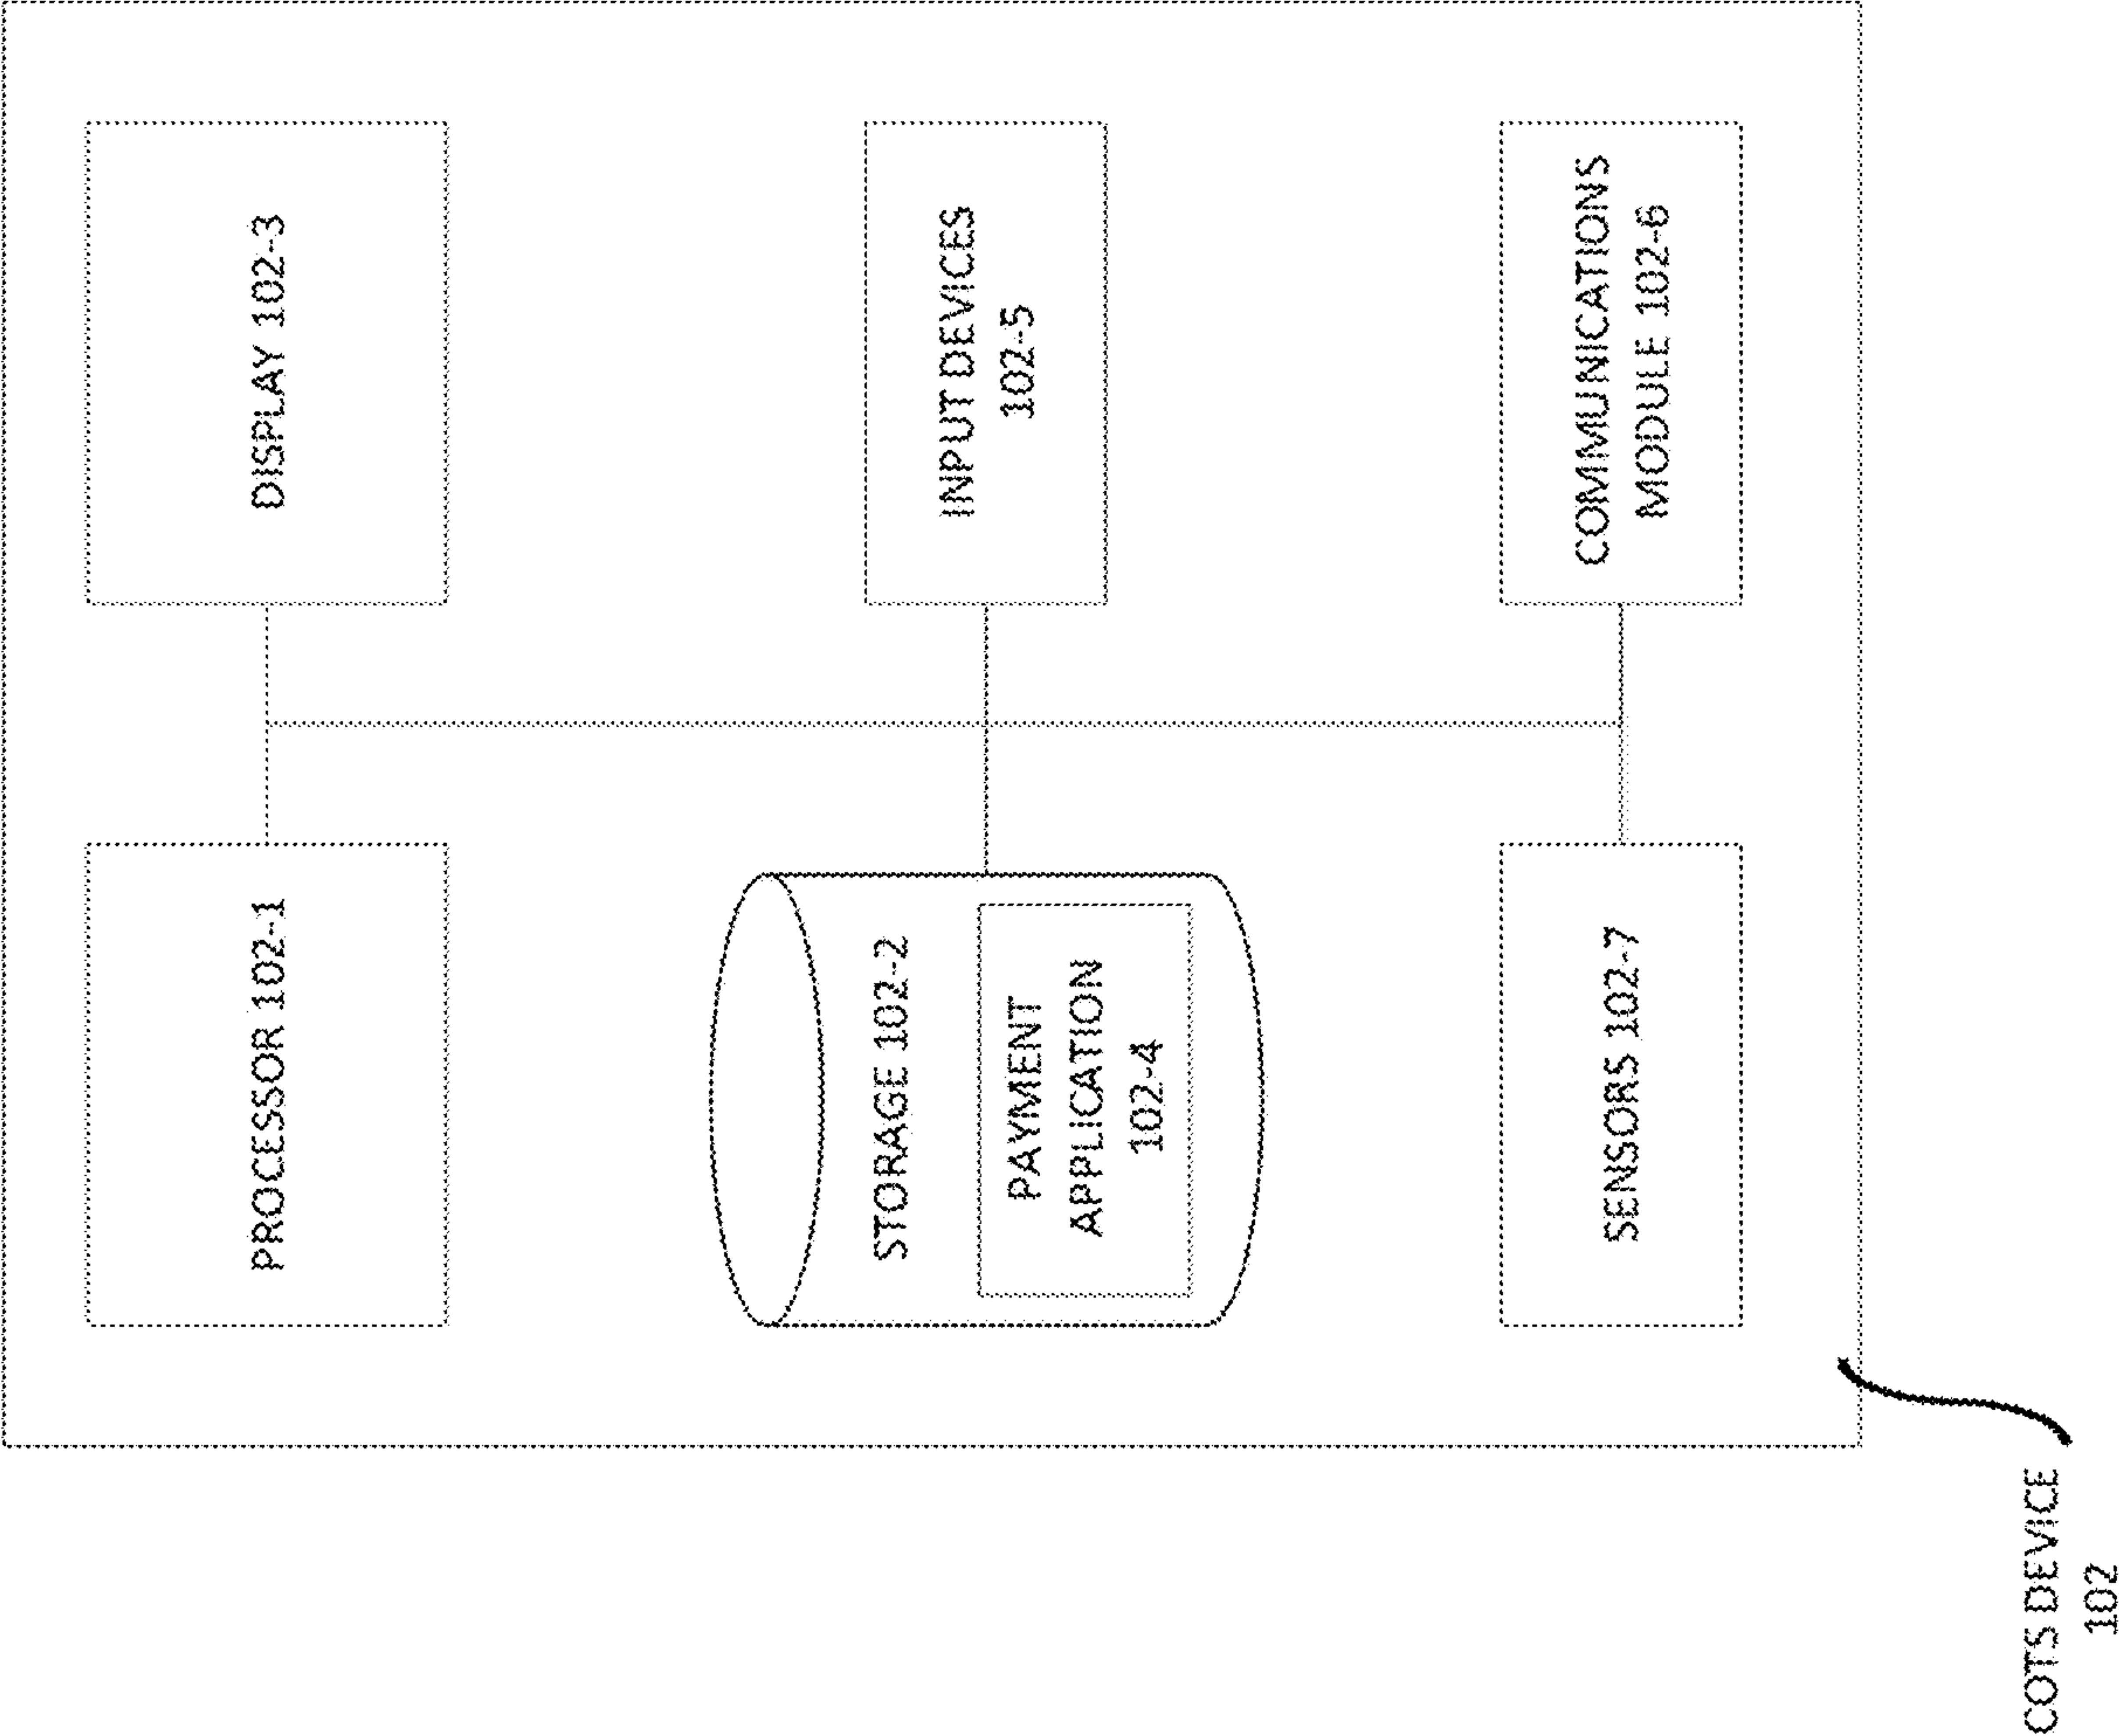 PROCESSOR 102-1
DISPLAY 102-3
STORAGE 102-2
PAYMENT
APPLICATION
102-4
INPUT DEVICES
102-5
SENSORS 102-7
COMMUNICATIONS
MODULE 102-6
COTS DEVICE
102